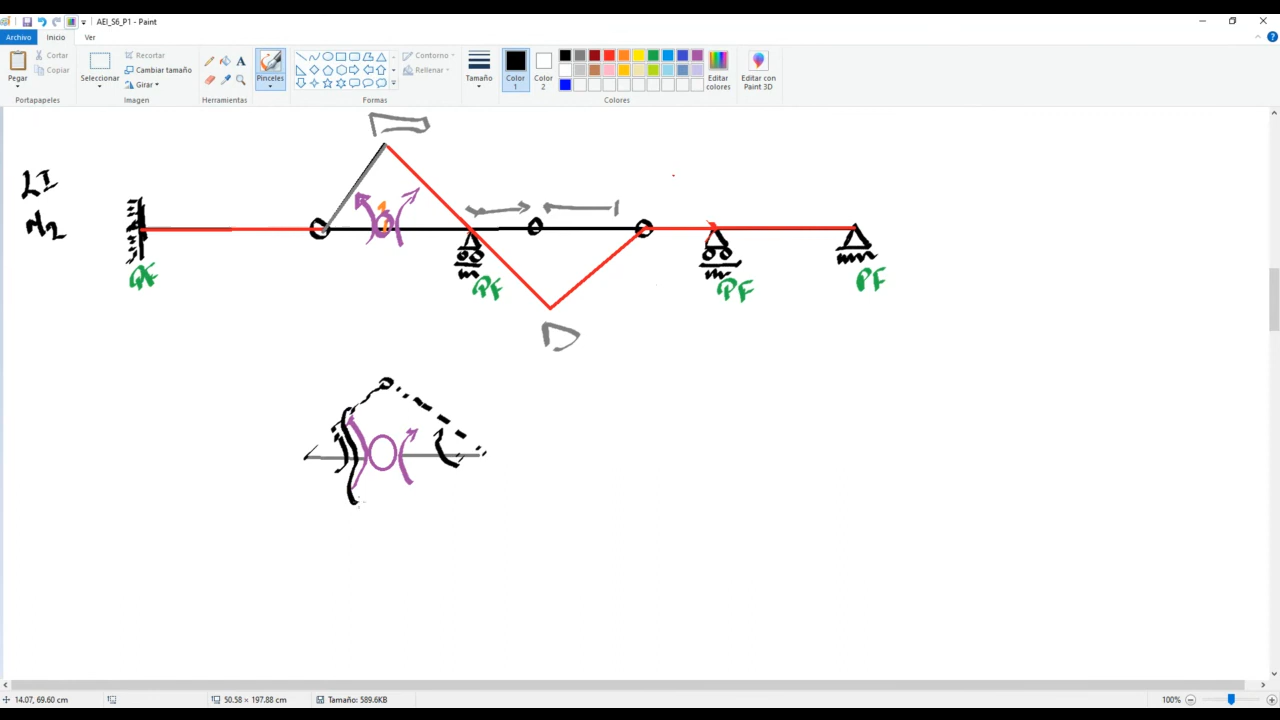 AEI_S6_P1 - Paint
Archivo Inicio Ver
Pegar
Cortar
Copiar
Portapapeles
Seleccionar
Recortar
Cambiar tamaño
Girar
Imagen
A
Herramientas
Pinceles
Contorno
Rellenar
Formas
Tamaño
Color 1
Color 2
Editar colores
Colores
Editar con Paint 3D
LI
M2
PF
PF
PF
D
14.07, 69.60 cm
50.58 × 197.88 cm
Tamaño: 589.6KB
100%